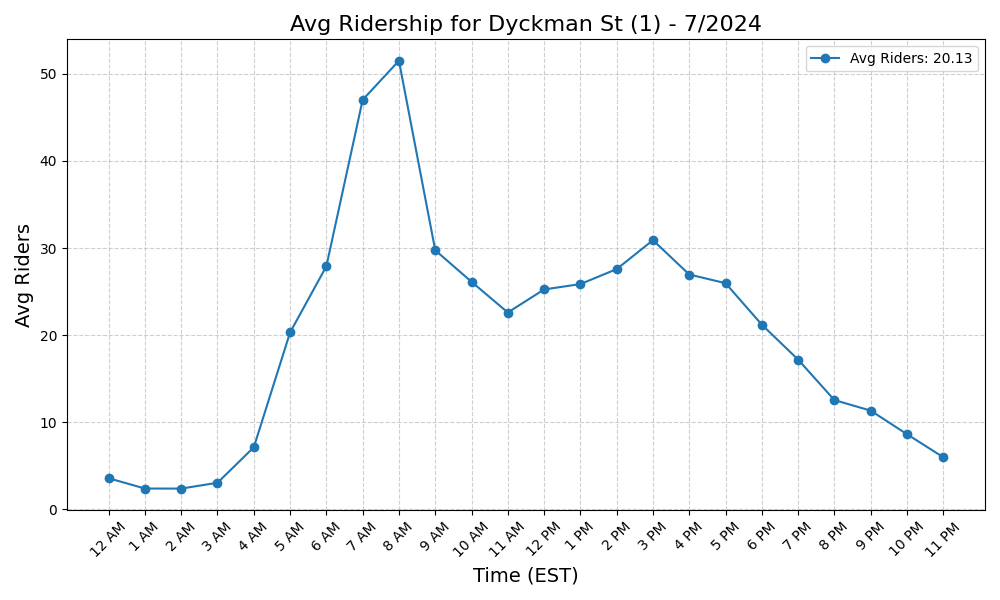 Avg Ridership for Dyckman St (1) - 7/2024
Avg Riders: 20.13
Avg Riders
50
40
30
20
10
0
12 AM
1 AM
2 AM
3 AM
4 AM
5 AM
6 AM
7 AM
8 AM
9 AM
10 AM
11 AM
12 PM
1 PM
2 PM
3 PM
4 PM
5 PM
6 PM
7 PM
8 PM
9 PM
10 PM
11 PM
Time (EST)